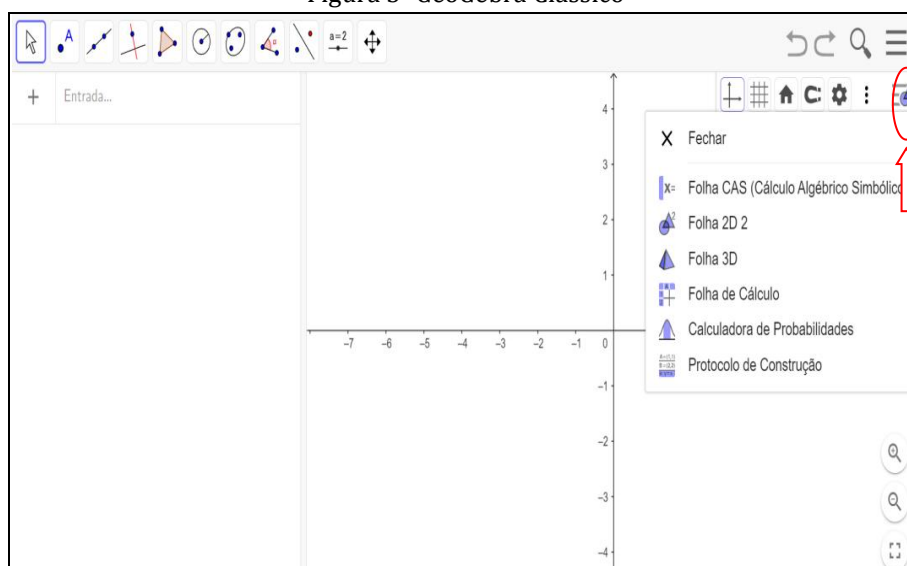 Figura 3- GeoGebra Clássico
A
a=2
+ Entrada...
4
3
2
1
-7 -6 -5 -4 -3 -2 -1 0
-1
-2
-3
-4
X Fechar
X= Folha CAS (Cálculo Algébrico Simbólico
2 Folha 2D 2
Folha 3D
Folha de Cálculo
Calculadora de Probabilidades
Protocolo de Construção